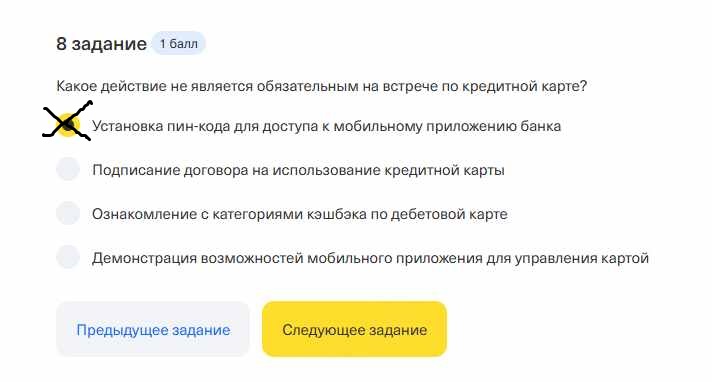 8 задание 1 балл
Какое действие не является обязательным на встрече по кредитной карте?
Установка пин-кода для доступа к мобильному приложению банка
Подписание договора на использование кредитной карты
Ознакомление с категориями кэшбэка по дебетовой карте
Демонстрация возможностей мобильного приложения для управления картой
Предыдущее задание Следующее задание